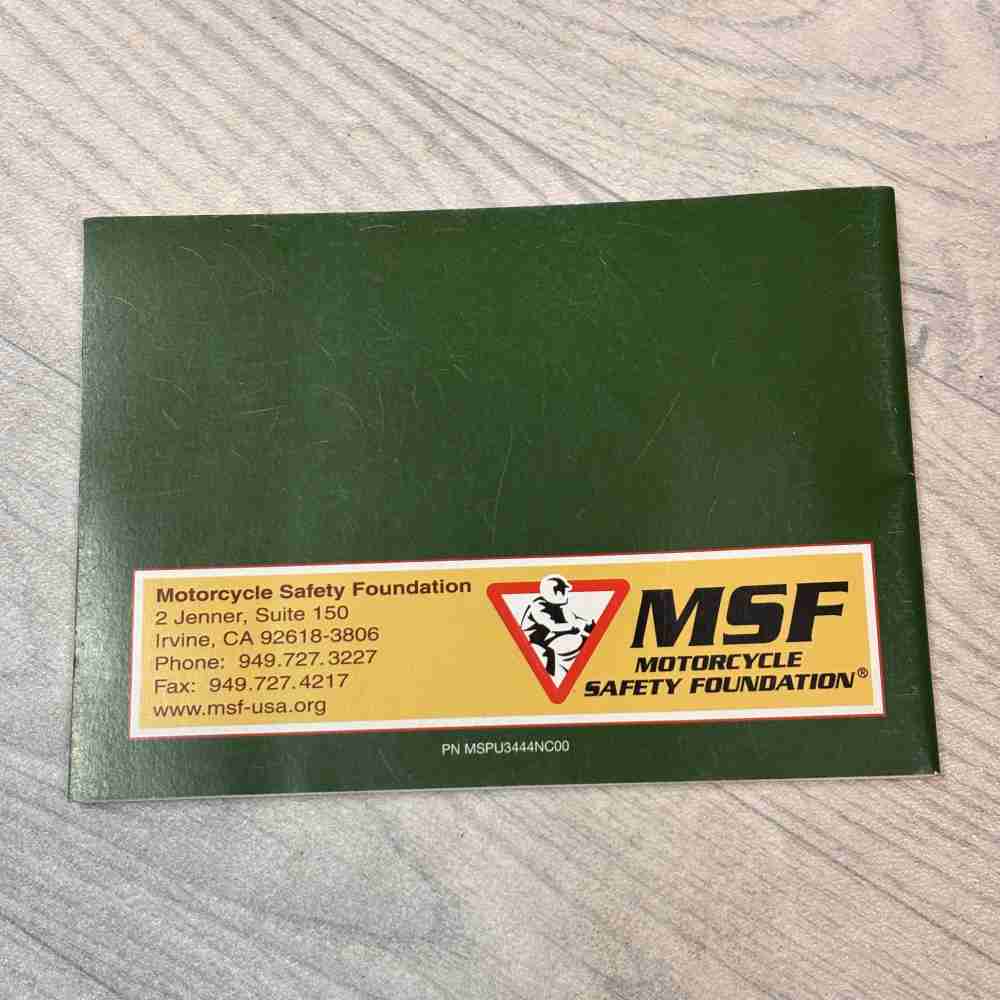 Motorcycle Safety Foundation
2 Jenner, Suite 150
Irvine, CA 92618-3806
Phone: 949.727.3227
Fax: 949.727.4217
www.msf-usa.org
MSF
MOTORCYCLE
SAFETY FOUNDATION®
PN MSPU3444NC00